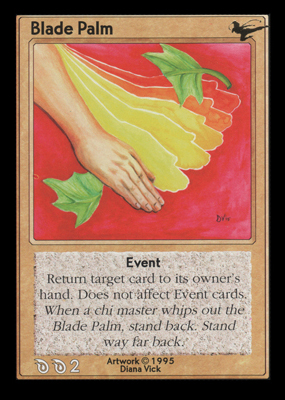 Blade Palm
Event
Return target card to its owner's
hand. Does not affect Event cards.
When a chi master whips out the
Blade Palm, stand back. Stand
way far back.
2
Artwork © 1995
Diana Vick